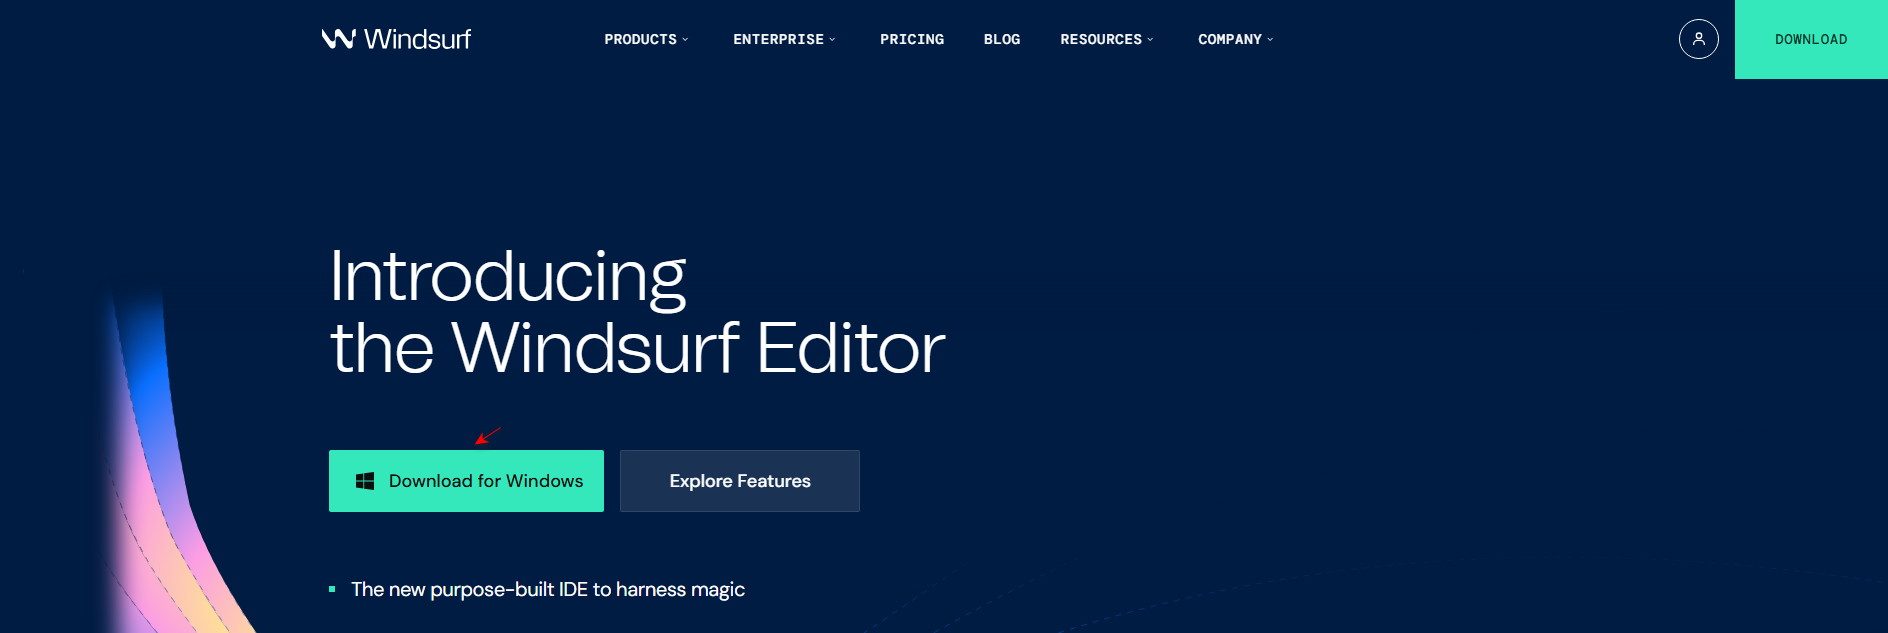 Windsurf
PRODUCTS
ENTERPRISE
PRICING
BLOG
RESOURCES
COMPANY
DOWNLOAD
Introducing
the Windsurf Editor
Download for Windows
Explore Features
The new purpose-built IDE to harness magic